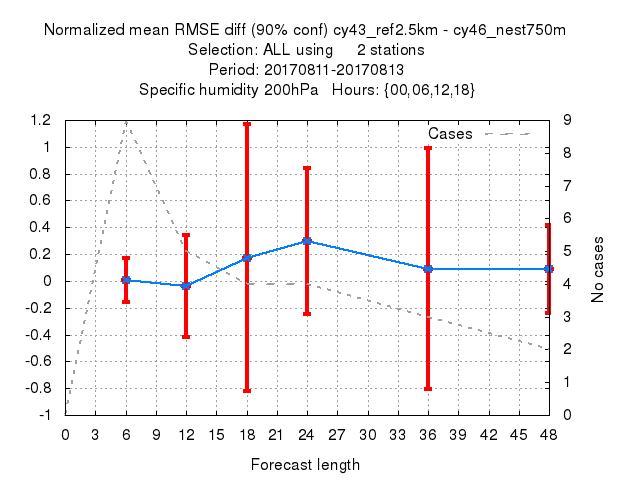 Normalized mean RMSE diff (90% conf) cy43_ref2.5km - cy46_nest750m
Selection: ALL using 2 stations
Period: 20170811-20170813
Specific humidity 200hPa Hours: {00,06,12,18}
Cases
1.2
1
0.8
0.6
0.4
0.2
0
-0.2
-0.4
-0.6
-0.8
-1
9
8
7
6
5
4
3
2
1
0
No cases
0 3 6 9 12 15 18 21 24 27 30 33 36 39 42 45 48
Forecast length